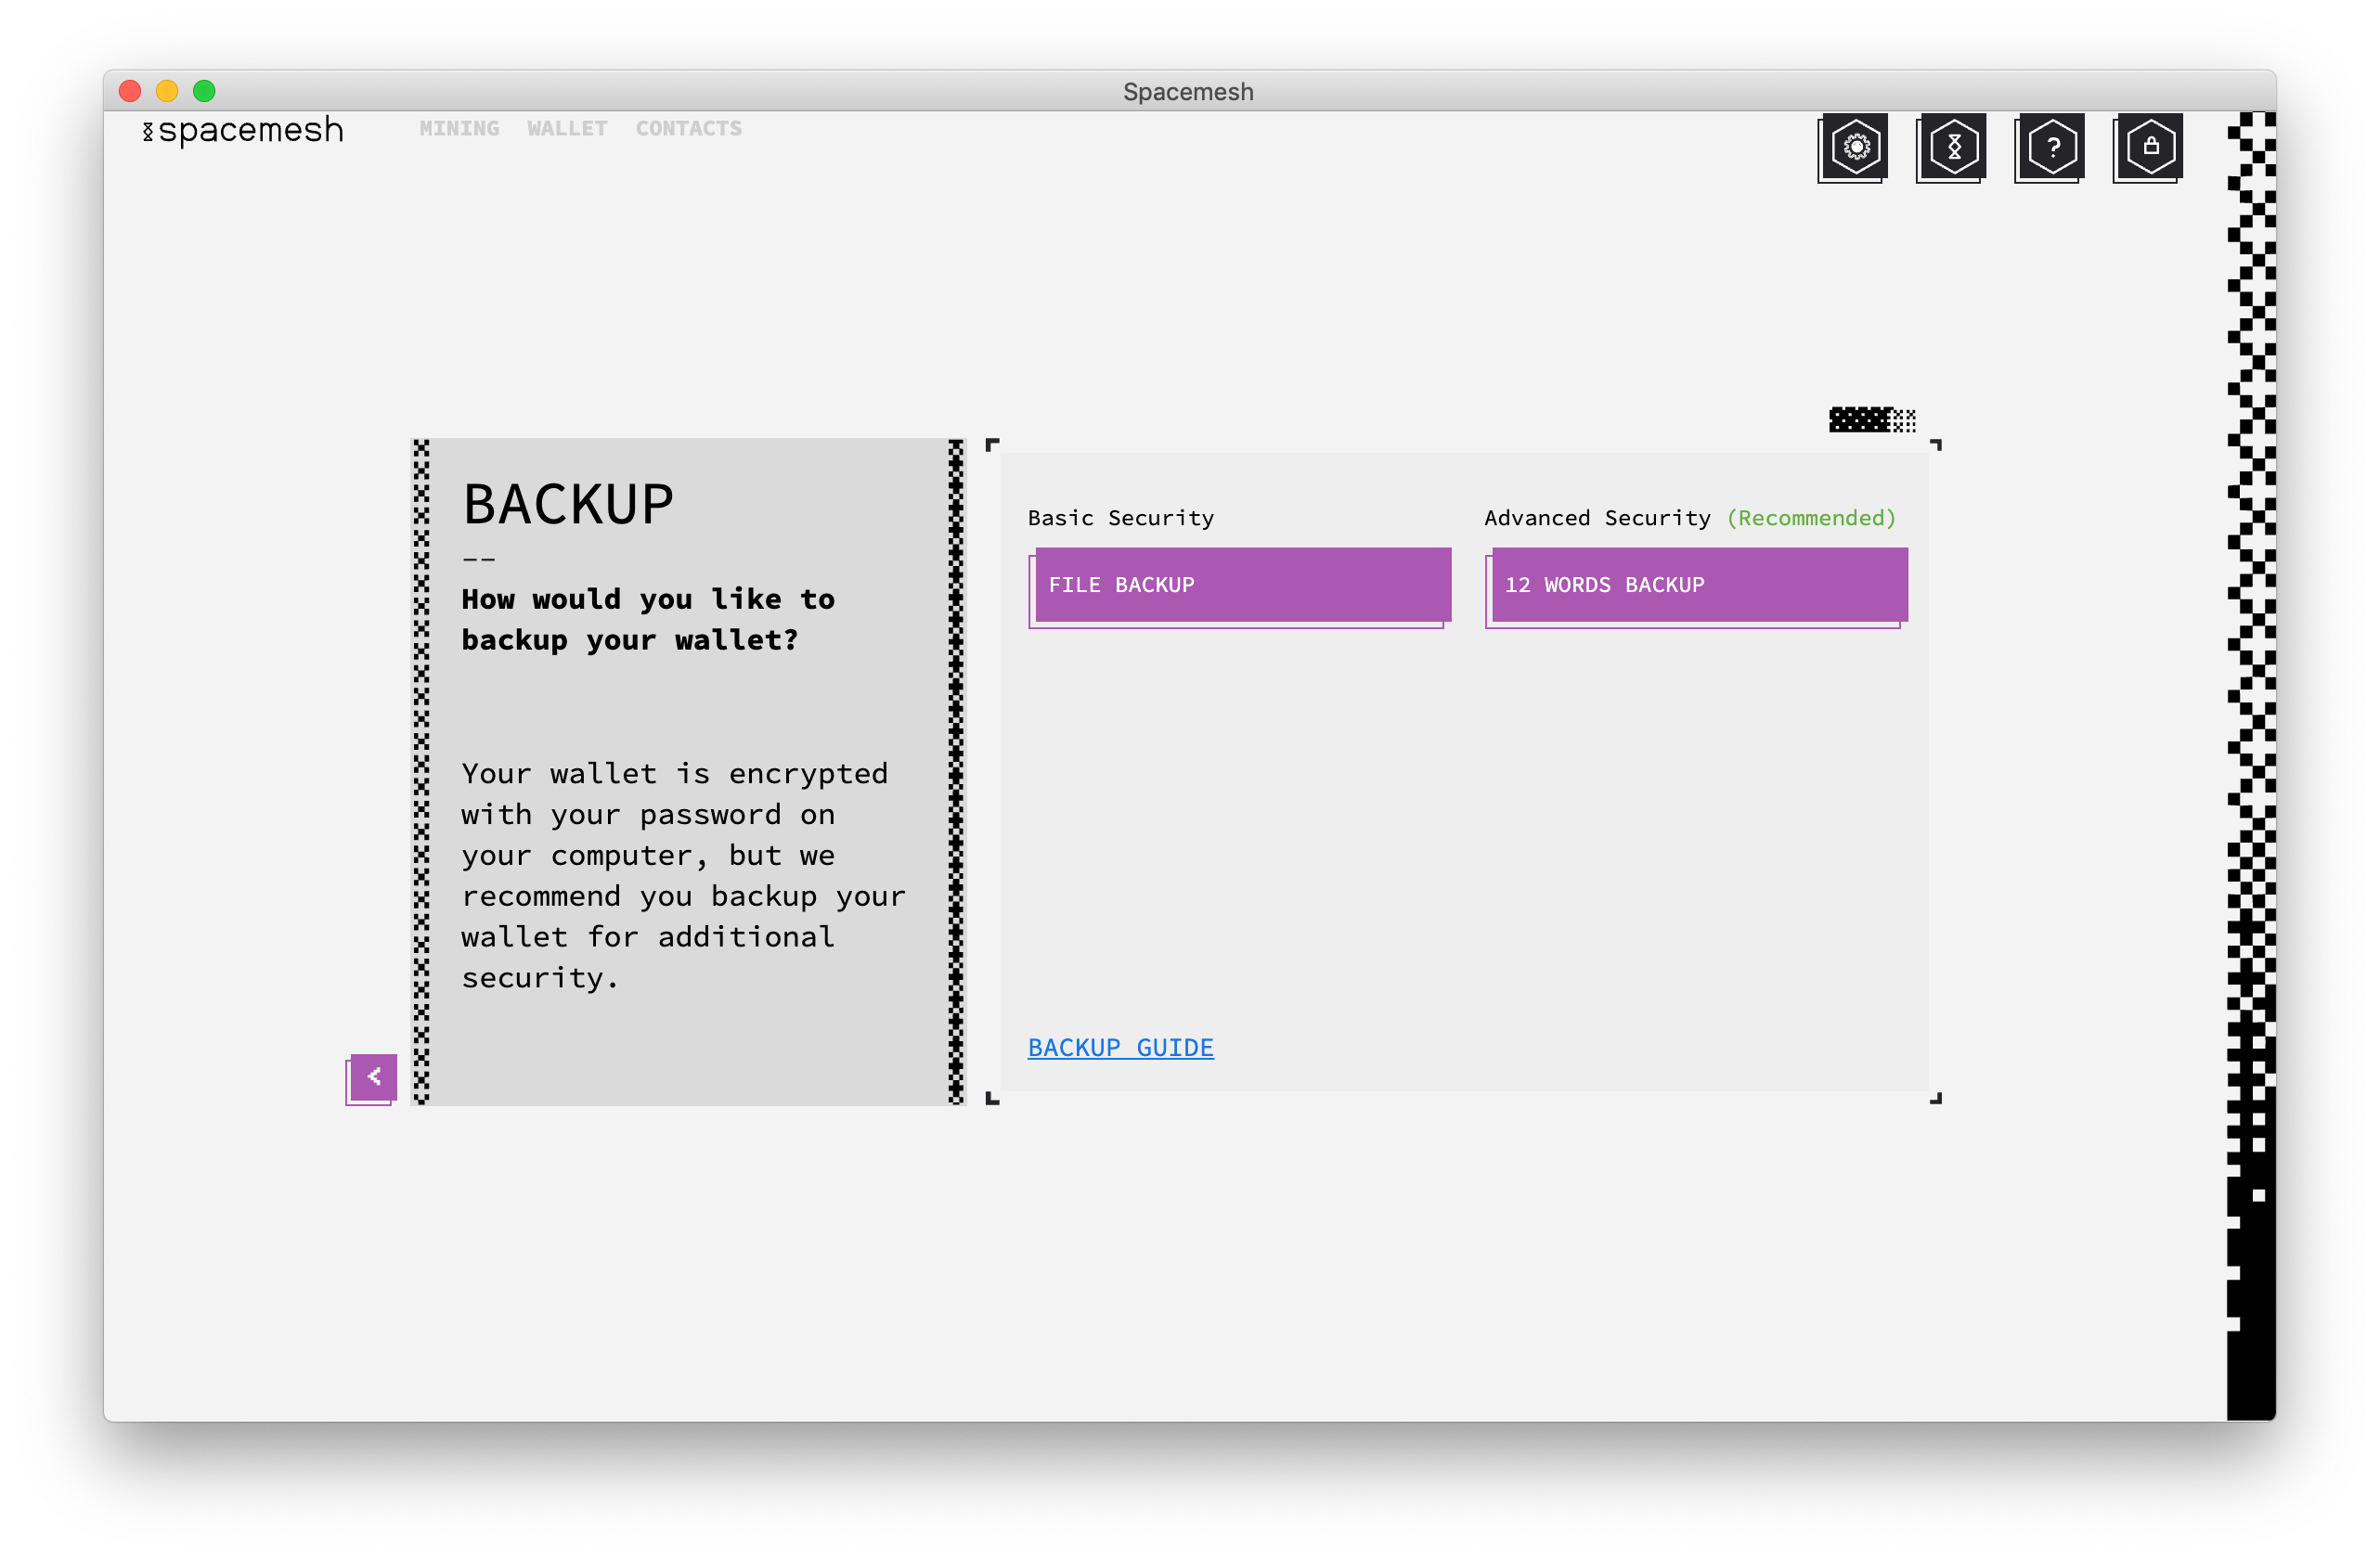 Spacemesh
spacemesh
MINING WALLET CONTACTS
?
BACKUP
--
How would you like to
backup your wallet?
Your wallet is encrypted
with your password on
your computer, but we
recommend you backup your
wallet for additional
security.
<
Basic Security
FILE BACKUP
Advanced Security (Recommended)
12 WORDS BACKUP
BACKUP GUIDE